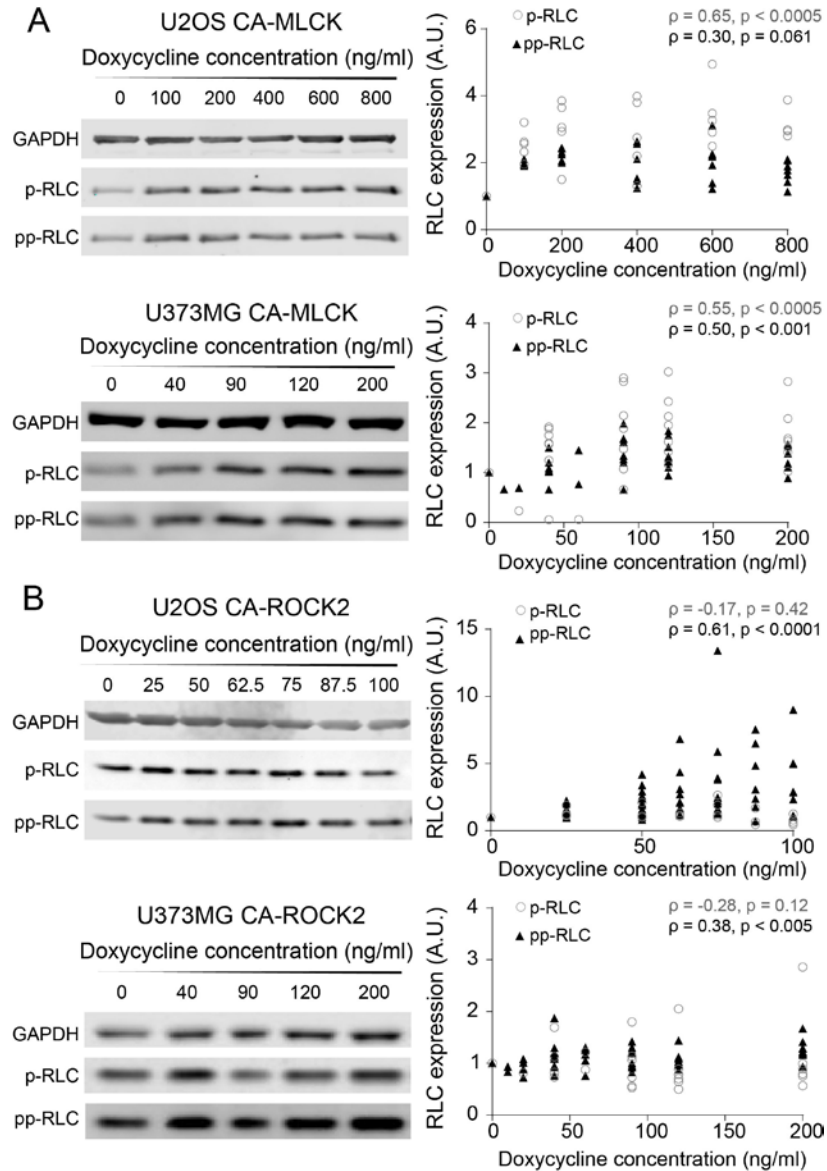 A
U2OS CA-MLCK
Doxycycline concentration (ng/ml)
0 100 200 400 600 800
GAPDH
p-RLC
pp-RLC
p-RLC
pp-RLC
ρ = 0.65, p < 0.0005
ρ = 0.30, p = 0.061
RLC expression (A.U.)
6
4
2
0
0 200 400 600 800
Doxycycline concentration (ng/ml)
U373MG CA-MLCK
Doxycycline concentration (ng/ml)
0 40 90 120 200
GAPDH
p-RLC
pp-RLC
p-RLC
pp-RLC
ρ = 0.55, p < 0.0005
ρ = 0.50, p < 0.001
RLC expression (A.U.)
4
3
2
1
0
0 50 100 150 200
Doxycycline concentration (ng/ml)
B
U2OS CA-ROCK2
Doxycycline concentration (ng/ml)
0 25 50 62.5 75 87.5 100
GAPDH
p-RLC
pp-RLC
p-RLC
pp-RLC
ρ = -0.17, p = 0.42
ρ = 0.61, p < 0.0001
RLC expression (A.U.)
15
10
5
0
0 50 100
Doxycycline concentration (ng/ml)
U373MG CA-ROCK2
Doxycycline concentration (ng/ml)
0 40 90 120 200
GAPDH
p-RLC
pp-RLC
p-RLC
pp-RLC
ρ = -0.28, p = 0.12
ρ = 0.38, p < 0.005
RLC expression (A.U.)
4
3
2
1
0
0 50 100 150 200
Doxycycline concentration (ng/ml)